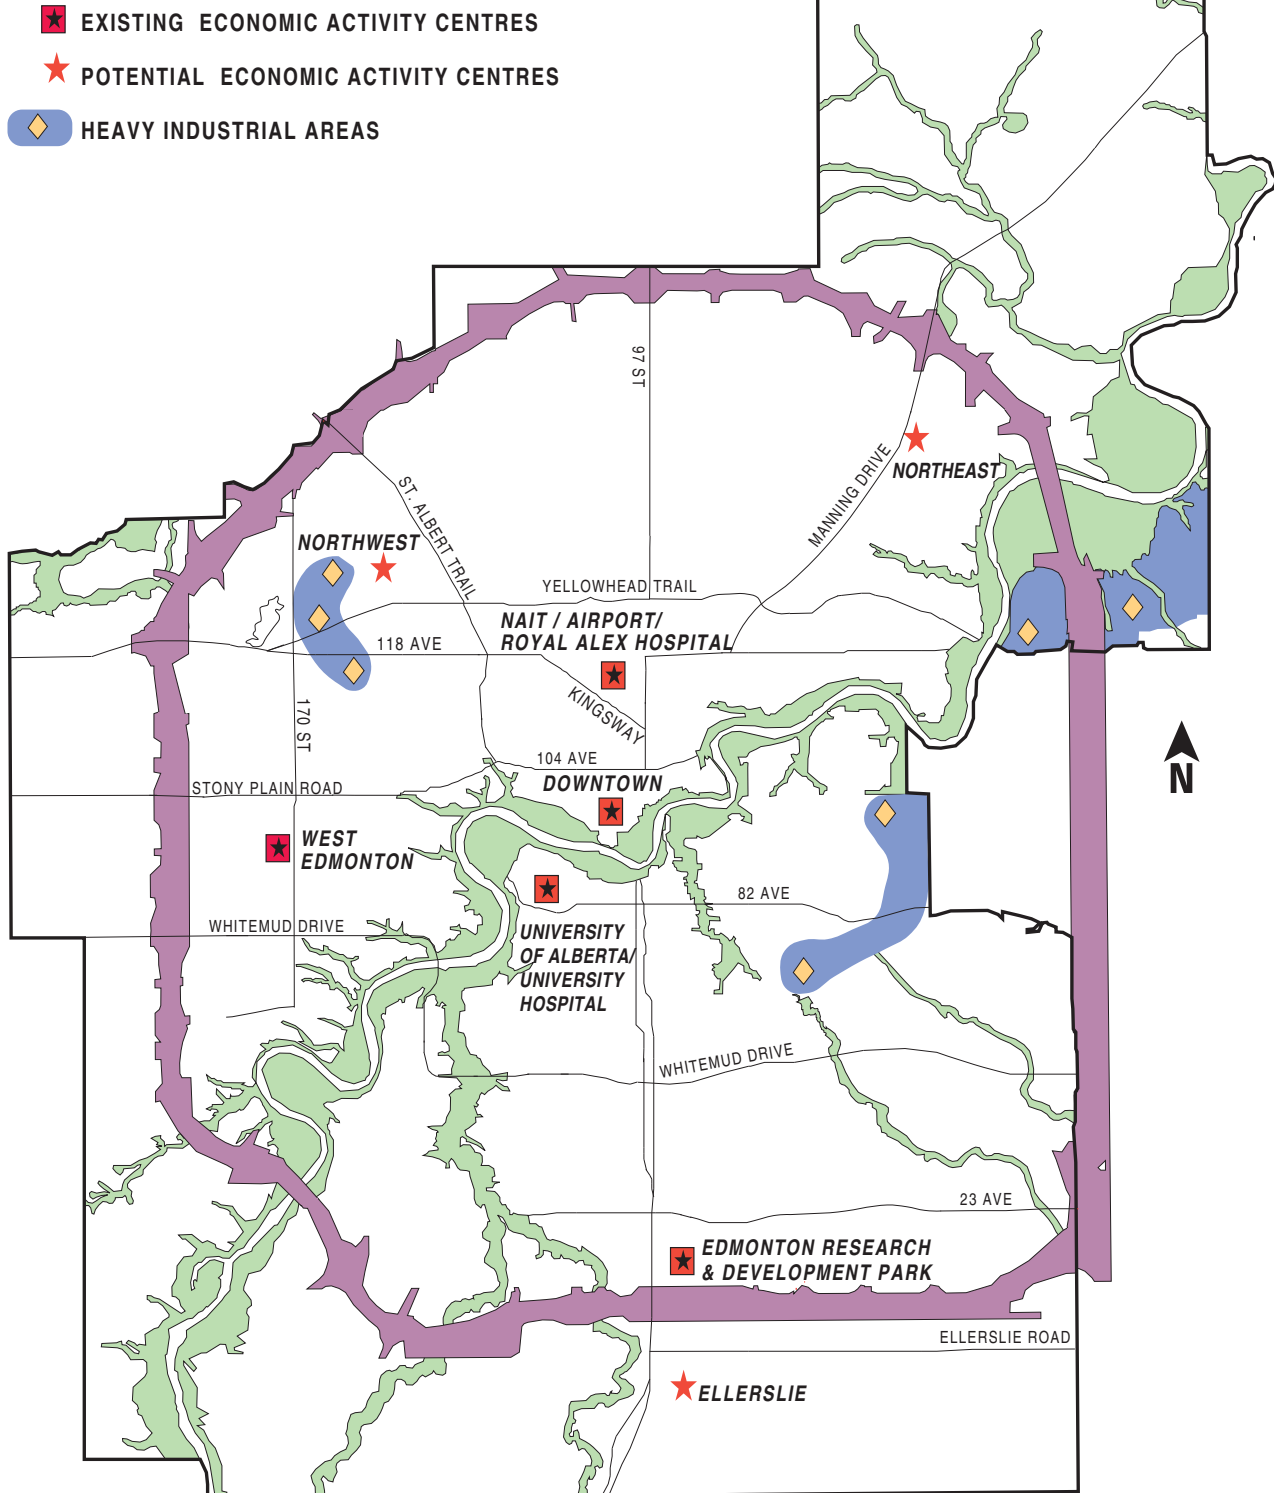 EXISTING ECONOMIC ACTIVITY CENTRES
POTENTIAL ECONOMIC ACTIVITY CENTRES
HEAVY INDUSTRIAL AREAS
97 ST
NORTHEAST
MANNING DRIVE
ST. ALBERT TRAIL
NORTHWEST
YELLOWHEAD TRAIL
NAIT / AIRPORT/
ROYAL ALEX HOSPITAL
118 AVE
KINGSWAY
170 ST
104 AVE
DOWNTOWN
STONY PLAIN ROAD
N
WEST
EDMONTON
82 AVE
WHITEMUD DRIVE
UNIVERSITY
OF ALBERTA/
UNIVERSITY
HOSPITAL
WHITEMUD DRIVE
23 AVE
EDMONTON RESEARCH
& DEVELOPMENT PARK
ELLERSLIE ROAD
ELLERSLIE